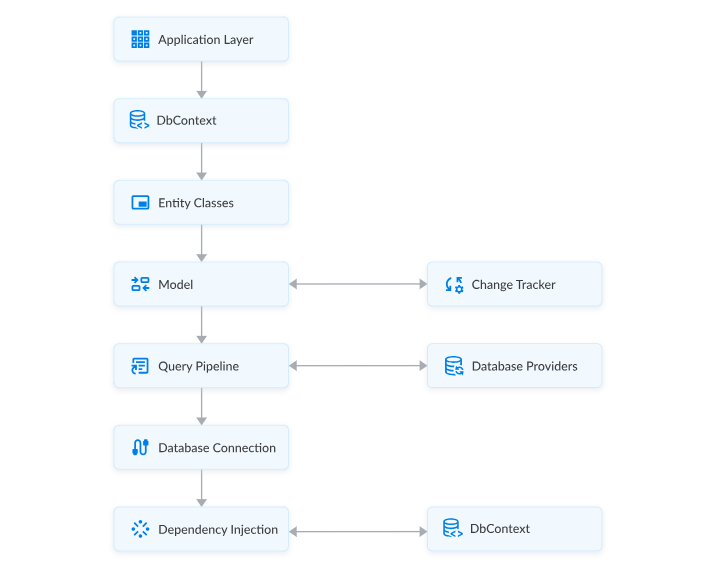 Application Layer
DbContext
Entity Classes
Model
Change Tracker
Query Pipeline
Database Providers
Database Connection
Dependency Injection
DbContext